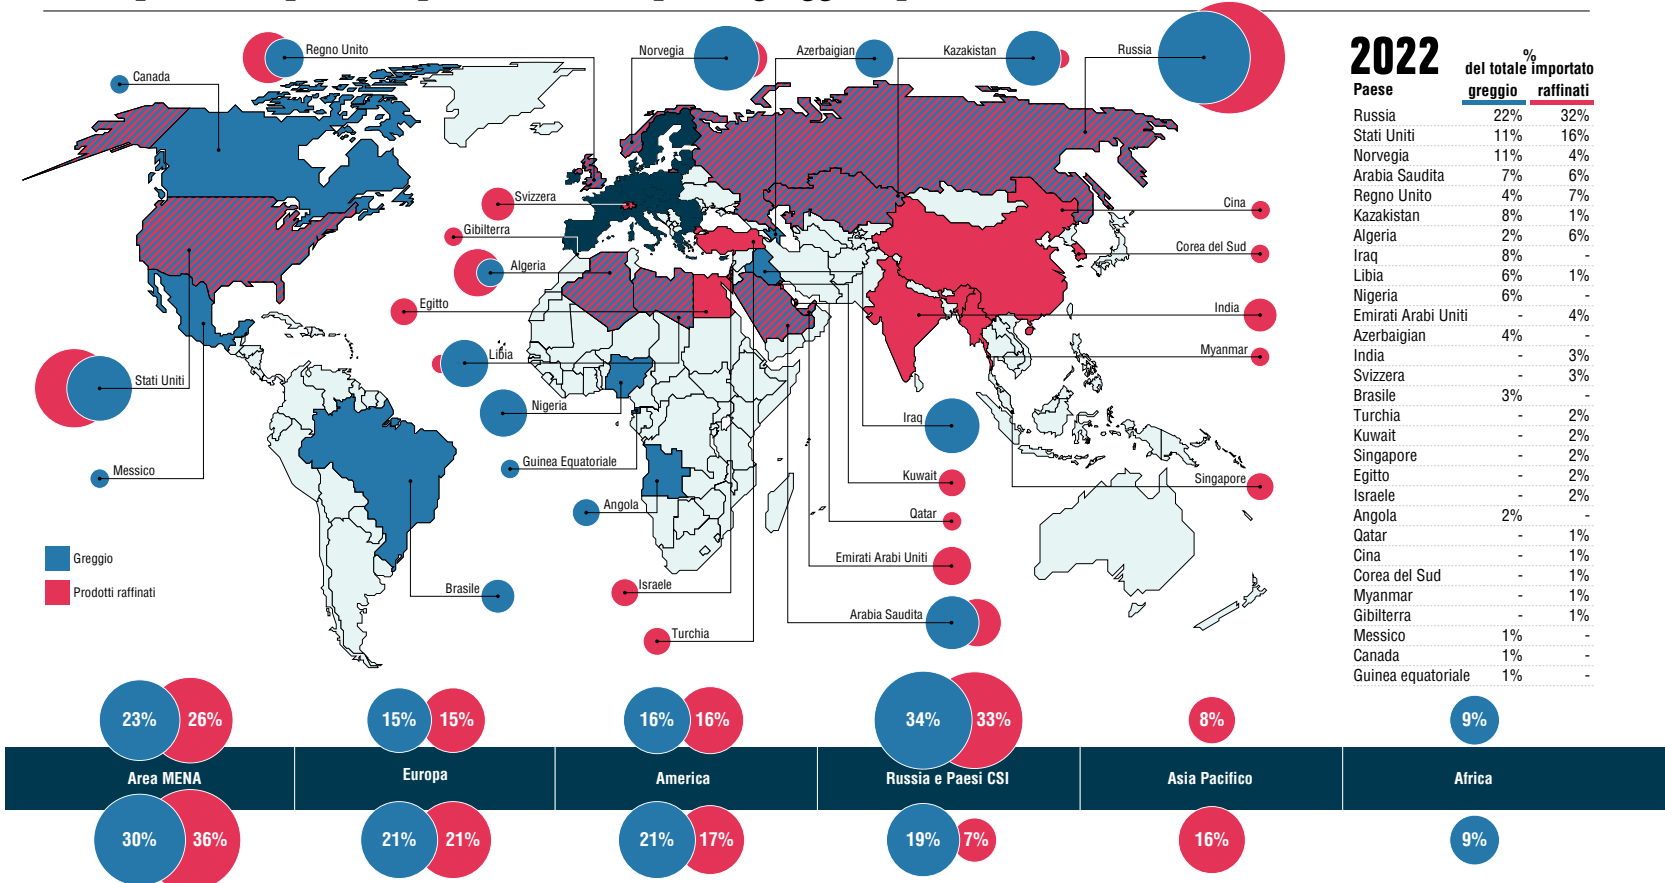 Regno Unito
Norvegia
Azerbaigian
Kazakistan
Russia
Canada
Svizzera
Gibilterra
Algeria
Egitto
Libia
Stati Uniti
Nigeria
Messico
Guinea Equatoriale
Angola
Brasile
Israele
Turchia
Cina
Corea del Sud
India
Myanmar
Iraq
Kuwait
Singapore
Qatar
Emirati Arabi Uniti
Arabia Saudita
Greggio
Prodotti raffinati
2022
%
del totale importato
Paese greggio raffinati
Russia 22% 32%
Stati Uniti 11% 16%
Norvegia 11% 4%
Arabia Saudita 7% 6%
Regno Unito 4% 7%
Kazakistan 8% 1%
Algeria 2% 6%
Iraq 8% -
Libia 6% 1%
Nigeria 6% -
Emirati Arabi Uniti - 4%
Azerbaigian 4% -
India - 3%
Svizzera - 3%
Brasile 3% -
Turchia - 2%
Kuwait - 2%
Singapore - 2%
Egitto - 2%
Israele - 2%
Angola 2% -
Qatar - 1%
Cina - 1%
Corea del Sud - 1%
Myanmar - 1%
Gibilterra - 1%
Messico 1% -
Canada 1% -
Guinea equatoriale 1% -
23% 26% 15% 15% 16% 16% 34% 33% 8% 9%
Area MENA Europa America Russia e Paesi CSI Asia Pacifico Africa
30% 36% 21% 21% 21% 17% 19% 7% 16% 9%